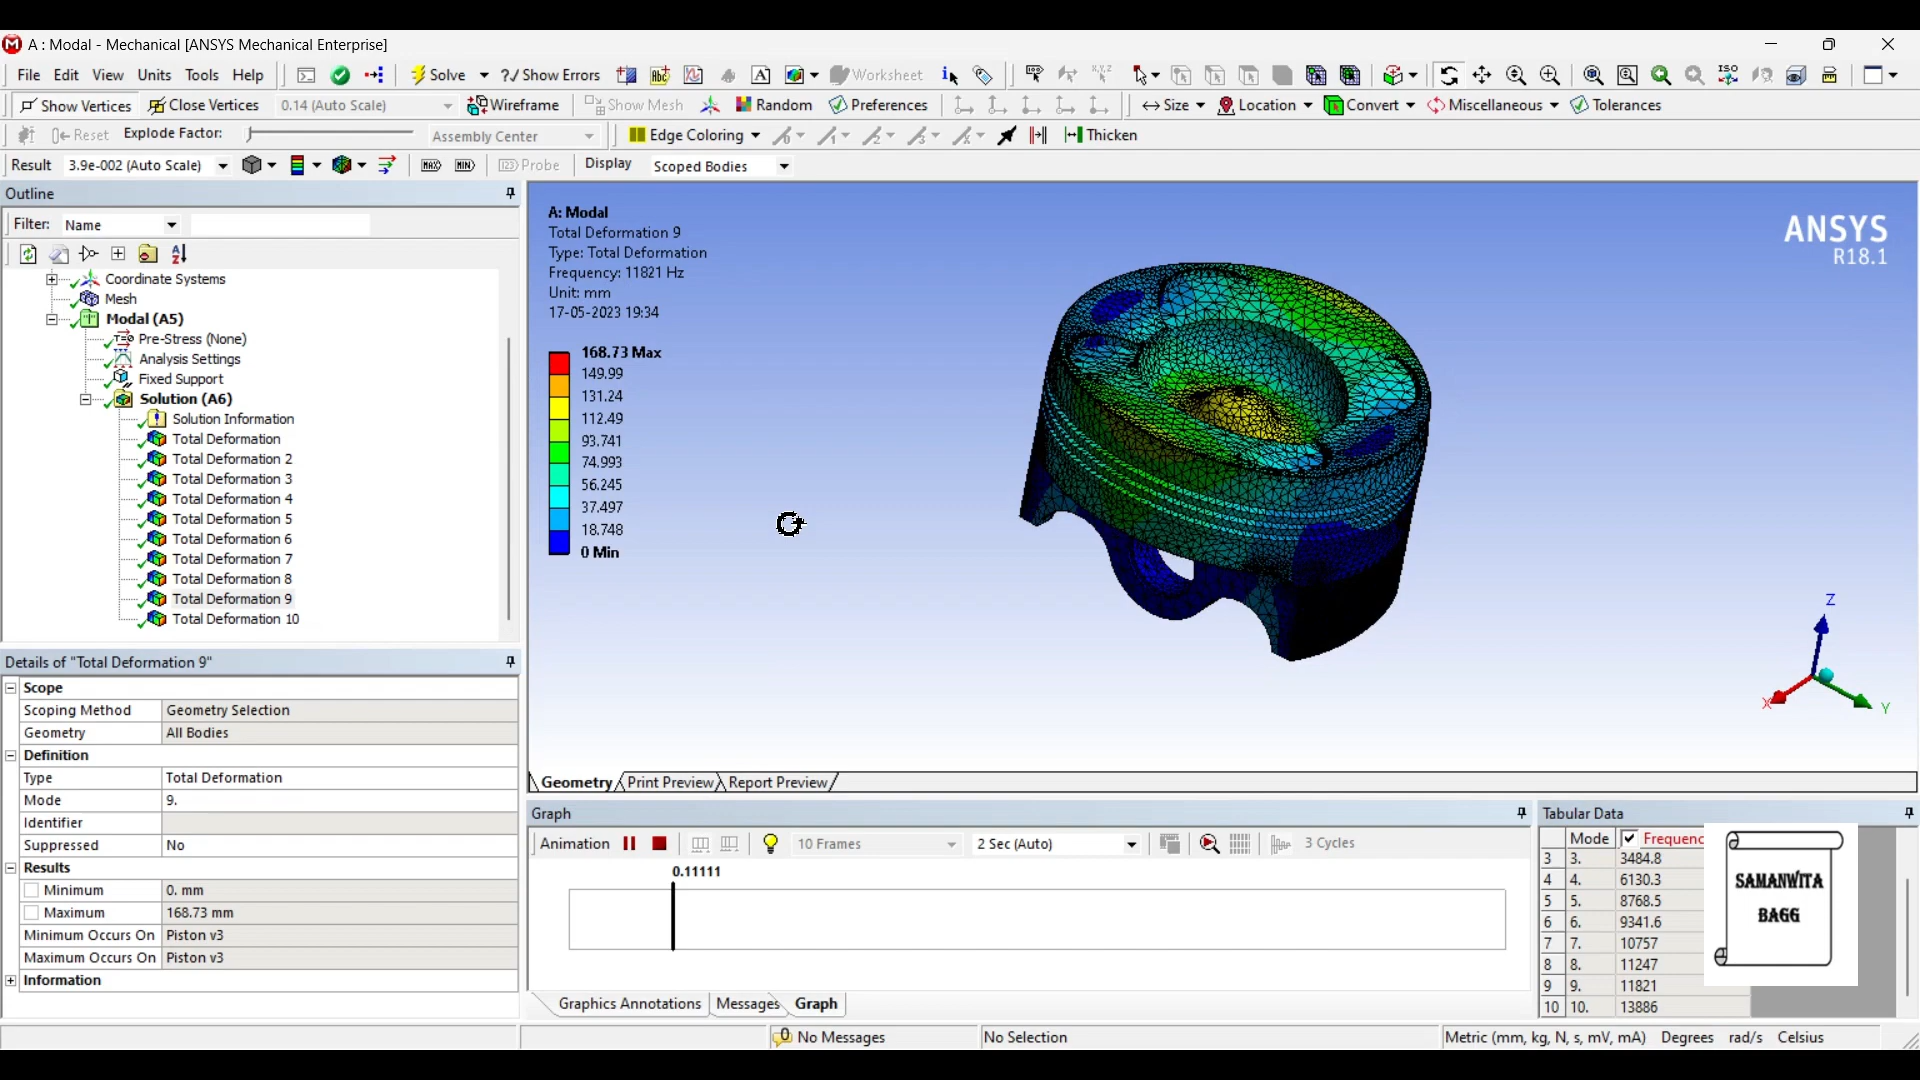 A : Modal - Mechanical [ANSYS Mechanical Enterprise]
File Edit View Units Tools Help Solve ?/ Show Errors Worksheet
Show Vertices Close Vertices 0.14 (Auto Scale) Wireframe Show Mesh Random Preferences Size Location Convert Miscellaneous Tolerances
Reset Explode Factor: Assembly Center Edge Coloring Thicken
Result 3.9e-002 (Auto Scale) MAX MIN Probe Display Scoped Bodies
Outline
Filter: Name
Coordinate Systems
Mesh
Modal (A5)
Pre-Stress (None)
Analysis Settings
Fixed Support
Solution (A6)
Solution Information
Total Deformation
Total Deformation 2
Total Deformation 3
Total Deformation 4
Total Deformation 5
Total Deformation 6
Total Deformation 7
Total Deformation 8
Total Deformation 9
Total Deformation 10
Details of "Total Deformation 9"
Scope
Scoping Method Geometry Selection
Geometry All Bodies
Definition
Type Total Deformation
Mode 9.
Identifier
Suppressed No
Results
Minimum 0. mm
Maximum 168.73 mm
Minimum Occurs On Piston v3
Maximum Occurs On Piston v3
Information
A: Modal
Total Deformation 9
Type: Total Deformation
Frequency: 11821 Hz
Unit: mm
17-05-2023 19:34
168.73 Max
149.99
131.24
112.49
93.741
74.993
56.245
37.497
18.748
0 Min
ANSYS
R18.1
Z
X
Y
Geometry Print Preview Report Preview
Graph
Animation 10 Frames 2 Sec (Auto) 3 Cycles
0.11111
Graphics Annotations Messages Graph
Tabular Data
Mode Frequenc
3 3. 3484.8
4 4. 6130.3
5 5. 8768.5
6 6. 9341.6
7 7. 10757
8 8. 11247
9 9. 11821
10 10. 13886
SAMANWITA
BAGG
0 No Messages No Selection Metric (mm, kg, N, s, mV, mA) Degrees rad/s Celsius